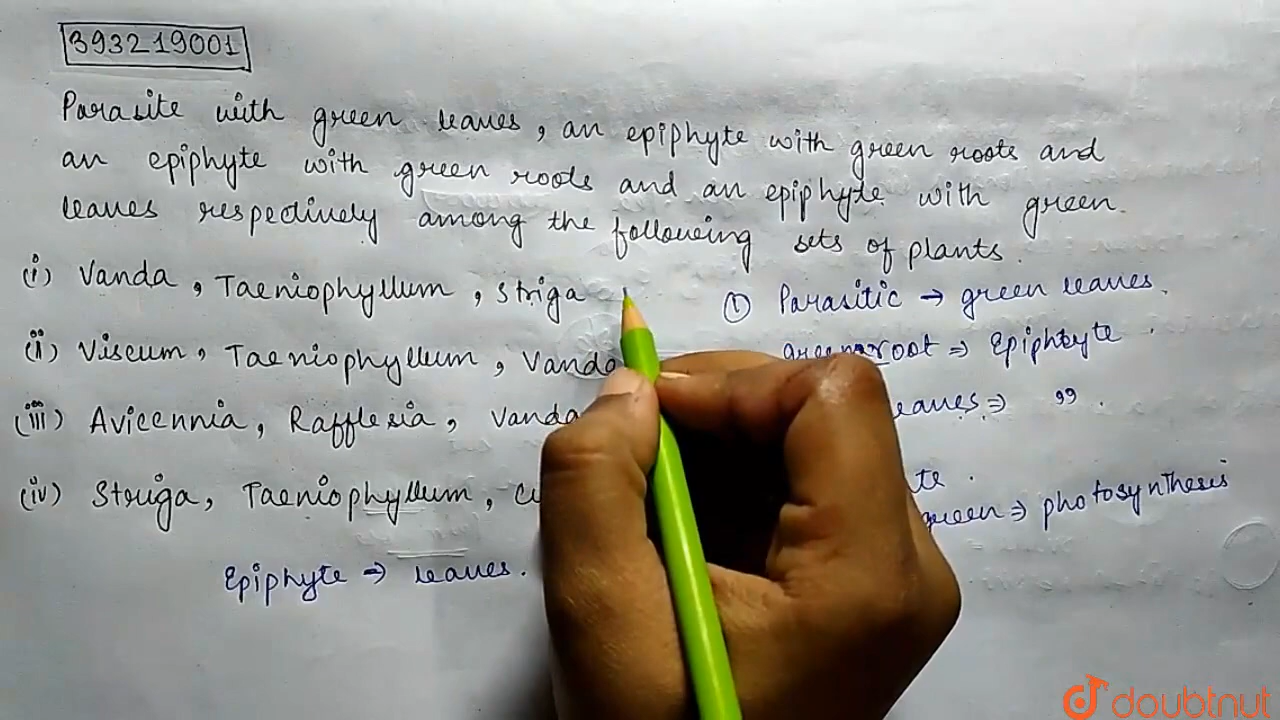 393219001
Parasite with green leaves, an epiphyte with green roots and
an epiphyte with green roots and an epiphyte with green
leaves respectively among the following sets of plants.
(i) Vanda, Taeniophyllum, Striga
(ii) Viscum, Taeniophyllum, Vanda
(iii) Avicennia, Rafflesia, Vanda
(iv) Striga, Taeniophyllum,
Epiphyte → leaves.
① Parasitic → green leaves.
green root ⇒ Epiphtyte.
leaves. ⇒ 99.
green ⇒ photosynthesis
doubtnut